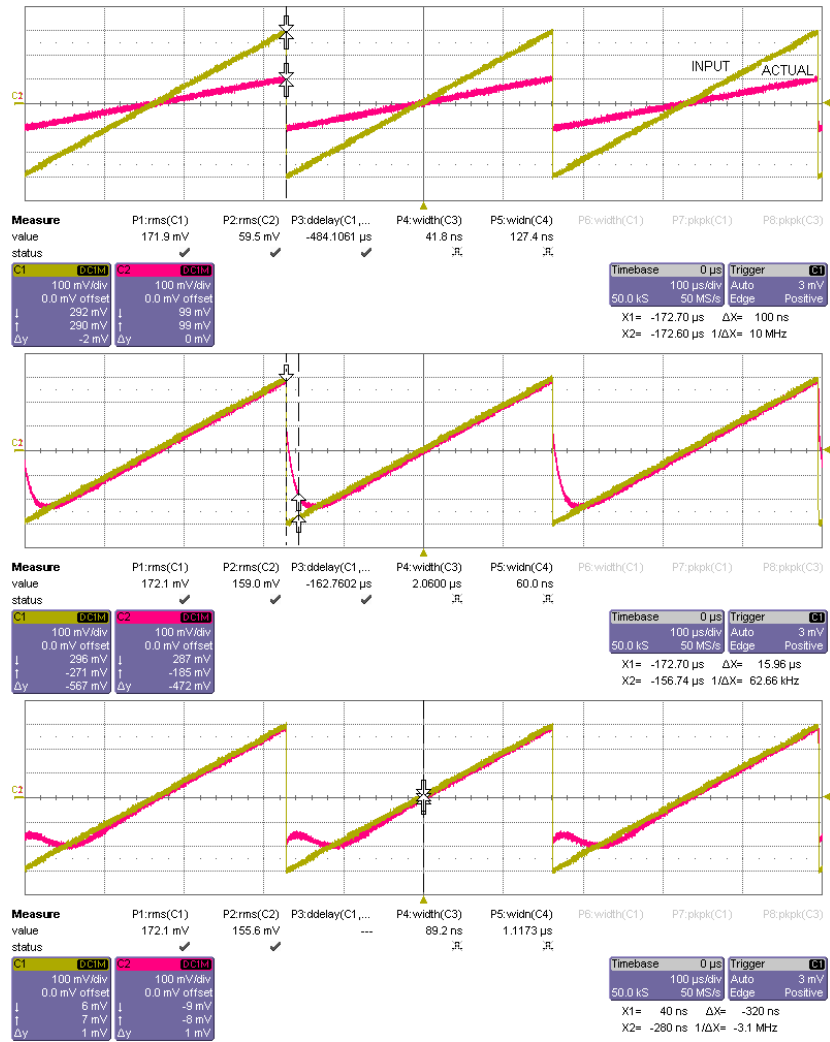 INPUT ACTUAL
C2
Measure P1:rms(C1) P2:rms(C2) P3:ddelay(C1,... P4:width(C3) P5:widn(C4) P6:width(C1) P7:pkpk(C1) P8:pkpk(C3)
value 171.9 mV 59.5 mV -484.1061 µs 41.8 ns 127.4 ns
status
C1 DC1M C2 DC1M Timebase 0 µs Trigger C1
100 mV/div 100 mV/div 100 µs/div Auto 3 mV
0.0 mV offset 0.0 mV offset 50.0 kS 50 MS/s Edge Positive
↓ 292 mV 99 mV X1= -172.70 µs ΔX= 100 ns
↑ 290 mV 99 mV X2= -172.60 µs 1/ΔX= 10 MHz
Δy -2 mV 0 mV
C2
Measure P1:rms(C1) P2:rms(C2) P3:ddelay(C1,... P4:width(C3) P5:widn(C4) P6:width(C1) P7:pkpk(C1) P8:pkpk(C3)
value 172.1 mV 159.0 mV -162.7602 µs 2.0600 µs 60.0 ns
status
C1 DC1M C2 DC1M Timebase 0 µs Trigger C1
100 mV/div 100 mV/div 100 µs/div Auto 3 mV
0.0 mV offset 0.0 mV offset 50.0 kS 50 MS/s Edge Positive
↓ 296 mV 287 mV X1= -172.70 µs ΔX= 15.96 µs
↑ -271 mV -185 mV X2= -156.74 µs 1/ΔX= 62.66 kHz
Δy -567 mV -472 mV
C2
Measure P1:rms(C1) P2:rms(C2) P3:ddelay(C1,... P4:width(C3) P5:widn(C4) P6:width(C1) P7:pkpk(C1) P8:pkpk(C3)
value 172.1 mV 155.6 mV --- 89.2 ns 1.1173 µs
status
C1 DC1M C2 DC1M Timebase 0 µs Trigger C1
100 mV/div 100 mV/div 100 µs/div Auto 3 mV
0.0 mV offset 0.0 mV offset 50.0 kS 50 MS/s Edge Positive
↓ 6 mV -9 mV X1= 40 ns ΔX= -320 ns
↑ 7 mV -8 mV X2= -280 ns 1/ΔX= -3.1 MHz
Δy 1 mV 1 mV